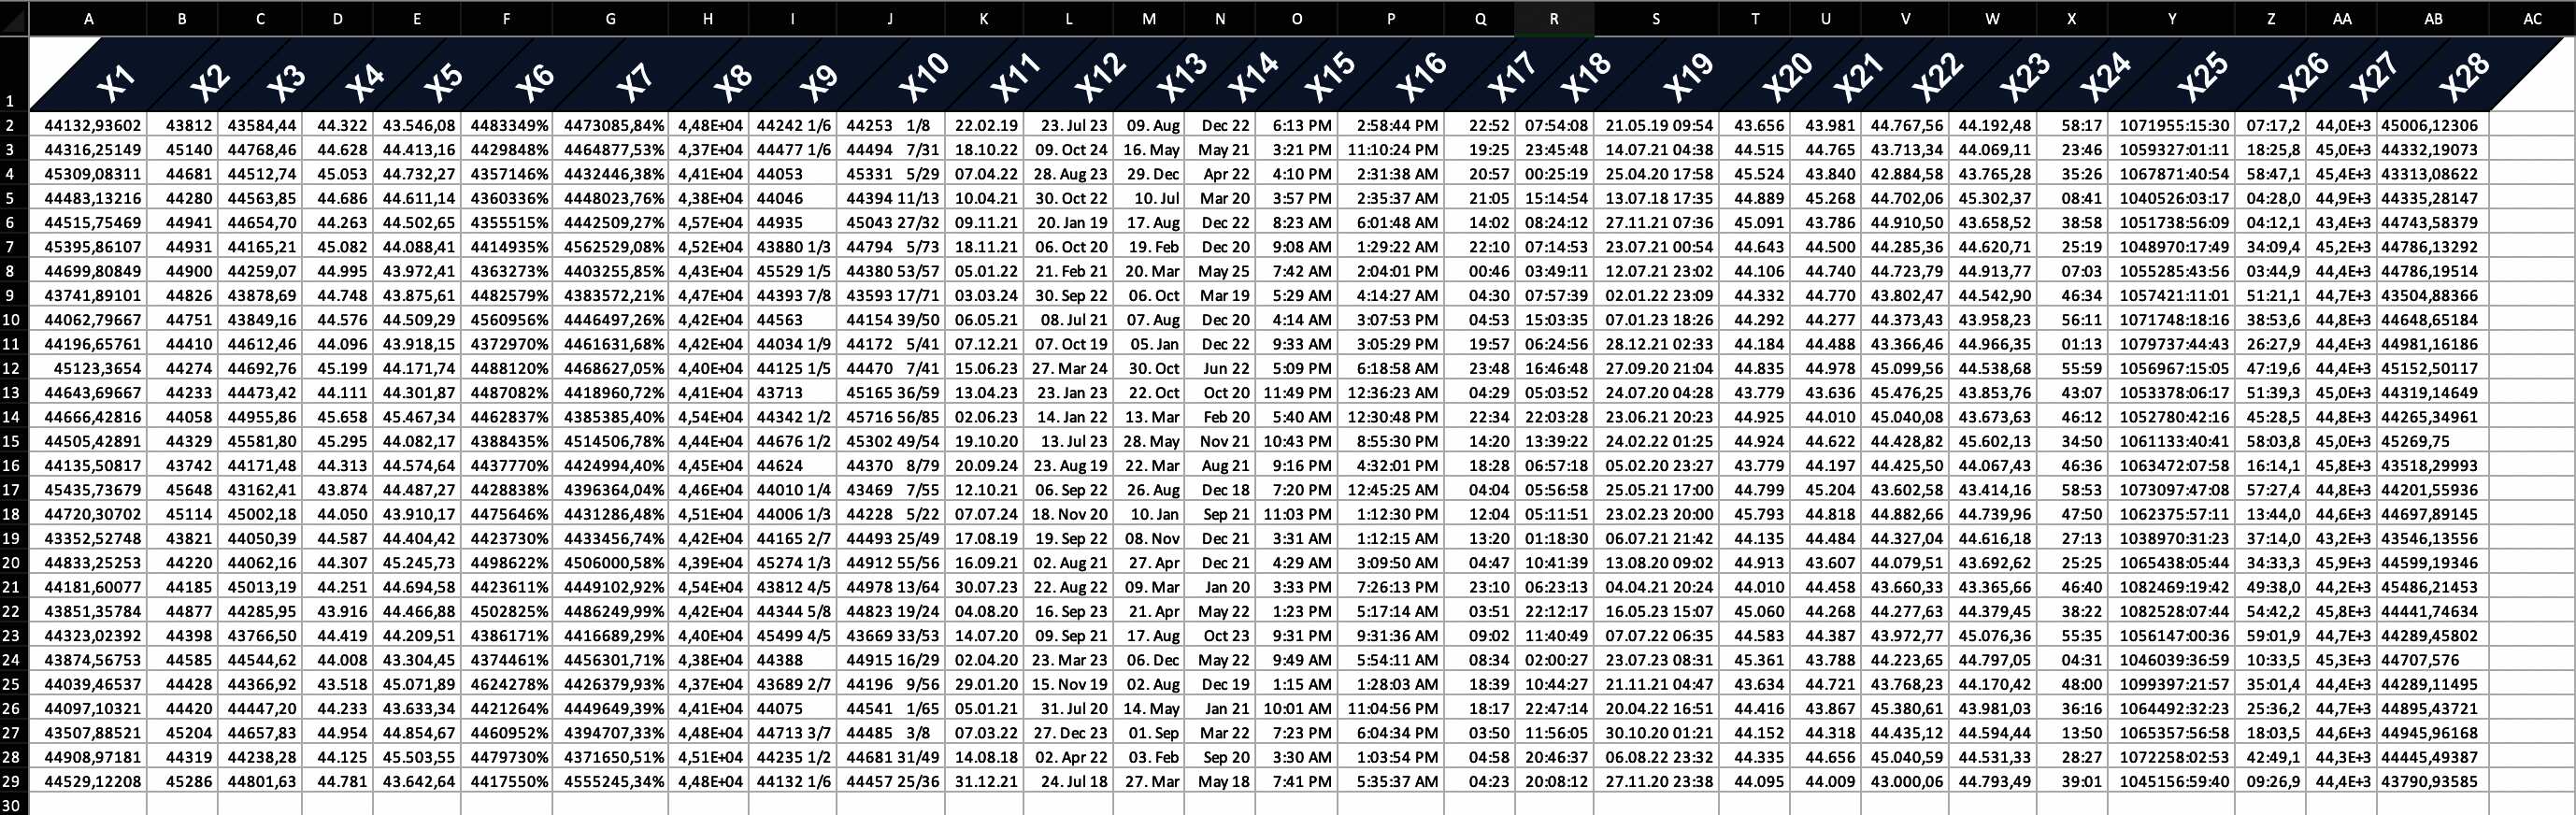 A B C D E F G H I J K L M N O P Q R S T U V W X Y Z AA AB AC
1 X1 X2 X3 X4 X5 X6 X7 X8 X9 X10 X11 X12 X13 X14 X15 X16 X17 X18 X19 X20 X21 X22 X23 X24 X25 X26 X27 X28
2 44132,93602 43812 43584,44 44.322 43.546,08 4483349% 4473085,84% 4,48E+04 44242 1/6 44253 1/8 22.02.19 23. Jul 23 09. Aug Dec 22 6:13 PM 2:58:44 PM 22:52 07:54:08 21.05.19 09:54 43.656 43.981 44.767,56 44.192,48 58:17 1071955:15:30 07:17,2 44,0E+3 45006,12306
3 44316,25149 45140 44768,46 44.628 44.413,16 4429848% 4464877,53% 4,37E+04 44477 1/6 44494 7/31 18.10.22 09. Oct 24 16. May May 21 3:21 PM 11:10:24 PM 19:25 23:45:48 14.07.21 04:38 44.515 44.765 43.713,34 44.069,11 23:46 1059327:01:11 18:25,8 45,0E+3 44332,19073
4 45309,08311 44681 44512,74 45.053 44.732,27 4357146% 4432446,38% 4,41E+04 44053 45331 5/29 07.04.22 28. Aug 23 29. Dec Apr 22 4:10 PM 2:31:38 AM 20:57 00:25:19 25.04.20 17:58 45.524 43.840 42.884,58 43.765,28 35:26 1067871:40:54 58:47,1 45,4E+3 43313,08622
5 44483,13216 44280 44563,85 44.686 44.611,14 4360336% 4448023,76% 4,38E+04 44046 44394 11/13 10.04.21 30. Oct 22 10. Jul Mar 20 3:57 PM 2:35:37 AM 21:05 15:14:54 13.07.18 17:35 44.889 45.268 44.702,06 45.302,37 08:41 1040526:03:17 04:28,0 44,9E+3 44335,28147
6 44515,75469 44941 44654,70 44.263 44.502,65 4355515% 4442509,27% 4,57E+04 44935 45043 27/32 09.11.21 20. Jan 19 17. Aug Dec 22 8:23 AM 6:01:48 AM 14:02 08:24:12 27.11.21 07:36 45.091 43.786 44.910,50 43.658,52 38:58 1051738:56:09 04:12,1 43,4E+3 44743,58379
7 45395,86107 44931 44165,21 45.082 44.088,41 4414935% 4562529,08% 4,52E+04 43880 1/3 44794 5/73 18.11.21 06. Oct 20 19. Feb Dec 20 9:08 AM 1:29:22 AM 22:10 07:14:53 23.07.21 00:54 44.643 44.500 44.285,36 44.620,71 25:19 1048970:17:49 34:09,4 45,2E+3 44786,13292
8 44699,80849 44900 44259,07 44.995 43.972,41 4363273% 4403255,85% 4,43E+04 45529 1/5 44380 53/57 05.01.22 21. Feb 21 20. Mar May 25 7:42 AM 2:04:01 PM 00:46 03:49:11 12.07.21 23:02 44.106 44.740 44.723,79 44.913,77 07:03 1055285:43:56 03:44,9 44,4E+3 44786,19514
9 43741,89101 44826 43878,69 44.748 43.875,61 4482579% 4383572,21% 4,47E+04 44393 7/8 43593 17/71 03.03.24 30. Sep 22 06. Oct Mar 19 5:29 AM 4:14:27 AM 04:30 07:57:39 02.01.22 23:09 44.332 44.770 43.802,47 44.542,90 46:34 1057421:11:01 51:21,1 44,7E+3 43504,88366
10 44062,79667 44751 43849,16 44.576 44.509,29 4560956% 4446497,26% 4,42E+04 44563 44154 39/50 06.05.21 08. Jul 21 07. Aug Dec 20 4:14 AM 3:07:53 PM 04:53 15:03:35 07.01.23 18:26 44.292 44.277 44.373,43 43.958,23 56:11 1071748:18:16 38:53,6 44,8E+3 44648,65184
11 44196,65761 44410 44612,46 44.096 43.918,15 4372970% 4461631,68% 4,42E+04 44034 1/9 44172 5/41 07.12.21 07. Oct 19 05. Jan Dec 22 9:33 AM 3:05:29 PM 19:57 06:24:56 28.12.21 02:33 44.184 44.488 43.366,46 44.966,35 01:13 1079737:44:43 26:27,9 44,4E+3 44981,16186
12 45123,3654 44274 44692,76 45.199 44.171,74 4488120% 4468627,05% 4,40E+04 44125 1/5 44470 7/41 15.06.23 27. Mar 24 30. Oct Jun 22 5:09 PM 6:18:58 AM 23:48 16:46:48 27.09.20 21:04 44.835 44.978 45.099,56 44.538,68 55:59 1056967:15:05 47:19,6 44,4E+3 45152,50117
13 44643,69667 44233 44473,42 44.111 44.301,87 4487082% 4418960,72% 4,41E+04 43713 45165 36/59 13.04.23 23. Jan 23 22. Oct Oct 20 11:49 PM 12:36:23 AM 04:29 05:03:52 24.07.20 04:28 43.779 43.636 45.476,25 43.853,76 43:07 1053378:06:17 51:39,3 45,0E+3 44319,14649
14 44666,42816 44058 44955,86 45.658 45.467,34 4462837% 4385385,40% 4,54E+04 44342 1/2 45716 56/85 02.06.23 14. Jan 22 13. Mar Feb 20 5:40 AM 12:30:48 PM 22:34 22:03:28 23.06.21 20:23 44.925 44.010 45.040,08 43.673,63 46:12 1052780:42:16 45:28,5 44,8E+3 44265,34961
15 44505,42891 44329 45581,80 45.295 44.082,17 4388435% 4514506,78% 4,44E+04 44676 1/2 45302 49/54 19.10.20 13. Jul 23 28. May Nov 21 10:43 PM 8:55:30 PM 14:20 13:39:22 24.02.22 01:25 44.924 44.622 44.428,82 45.602,13 34:50 1061133:40:41 58:03,8 45,0E+3 45269,75
16 44135,50817 43742 44171,48 44.313 44.574,64 4437770% 4424994,40% 4,45E+04 44624 44370 8/79 20.09.24 23. Aug 19 22. Mar Aug 21 9:16 PM 4:32:01 PM 18:28 06:57:18 05.02.20 23:27 43.779 44.197 44.425,50 44.067,43 46:36 1063472:07:58 16:14,1 45,8E+3 43518,29993
17 45435,73679 45648 43162,41 43.874 44.487,27 4428838% 4396364,04% 4,46E+04 44010 1/4 43469 7/55 12.10.21 06. Sep 22 26. Aug Dec 18 7:20 PM 12:45:25 AM 04:04 05:56:58 25.05.21 17:00 44.799 45.204 43.602,58 43.414,16 58:53 1073097:47:08 57:27,4 44,8E+3 44201,55936
18 44720,30702 45114 45002,18 44.050 43.910,17 4475646% 4431286,48% 4,51E+04 44006 1/3 44228 5/22 07.07.24 18. Nov 20 10. Jan Sep 21 11:03 PM 1:12:30 PM 12:04 05:11:51 23.02.23 20:00 45.793 44.818 44.882,66 44.739,96 47:50 1062375:57:11 13:44,0 44,6E+3 44697,89145
19 43352,52748 43821 44050,39 44.587 44.404,42 4423730% 4433456,74% 4,42E+04 44165 2/7 44493 25/49 17.08.19 19. Sep 22 08. Nov Dec 21 3:31 AM 1:12:15 AM 13:20 01:18:30 06.07.21 21:42 44.135 44.484 44.327,04 44.616,18 27:13 1038970:31:23 37:14,0 43,2E+3 43546,13556
20 44833,25253 44220 44062,16 44.307 45.245,73 4498622% 4506000,58% 4,39E+04 45274 1/3 44912 55/56 16.09.21 02. Aug 21 27. Apr Dec 21 4:29 AM 3:09:50 AM 04:47 10:41:39 13.08.20 09:02 44.913 43.607 44.079,51 43.692,62 25:25 1065438:05:44 34:33,3 45,9E+3 44599,19346
21 44181,60077 44185 45013,19 44.251 44.694,58 4423611% 4449102,92% 4,54E+04 43812 4/5 44978 13/64 30.07.23 22. Aug 22 09. Mar Jan 20 3:33 PM 7:26:13 PM 23:10 06:23:13 04.04.21 20:24 44.010 44.458 43.660,33 43.365,66 46:40 1082469:19:42 49:38,0 44,2E+3 45486,21453
22 43851,35784 44877 44285,95 43.916 44.466,88 4502825% 4486249,99% 4,42E+04 44344 5/8 44823 19/24 04.08.20 16. Sep 23 21. Apr May 22 1:23 PM 5:17:14 AM 03:51 22:12:17 16.05.23 15:07 45.060 44.268 44.277,63 44.379,45 38:22 1082528:07:44 54:42,2 45,8E+3 44441,74634
23 44323,02392 44398 43766,50 44.419 44.209,51 4386171% 4416689,29% 4,40E+04 45499 4/5 43669 33/53 14.07.20 09. Sep 21 17. Aug Oct 23 9:31 PM 9:31:36 AM 09:02 11:40:49 07.07.22 06:35 44.583 44.387 43.972,77 45.076,36 55:35 1056147:00:36 59:01,9 44,7E+3 44289,45802
24 43874,56753 44585 44544,62 44.008 43.304,45 4374461% 4456301,71% 4,38E+04 44388 44915 16/29 02.04.20 23. Mar 23 06. Dec May 22 9:49 AM 5:54:11 AM 08:34 02:00:27 23.07.23 08:31 45.361 43.788 44.223,65 44.797,05 04:31 1046039:36:59 10:33,5 45,3E+3 44707,576
25 44039,46537 44428 44366,92 43.518 45.071,89 4624278% 4426379,93% 4,37E+04 43689 2/7 44196 9/56 29.01.20 15. Nov 19 02. Aug Dec 19 1:15 AM 1:28:03 AM 18:39 10:44:27 21.11.21 04:47 43.634 44.721 43.768,23 44.170,42 48:00 1099397:21:57 35:01,4 44,4E+3 44289,11495
26 44097,10321 44420 44447,20 44.233 43.633,34 4421264% 4449649,39% 4,41E+04 44075 44541 1/65 05.01.21 31. Jul 20 14. May Jan 21 10:01 AM 11:04:56 PM 18:17 22:47:14 20.04.22 16:51 44.416 43.867 45.380,61 43.981,03 36:16 1064492:32:23 25:36,2 44,7E+3 44895,43721
27 43507,88521 45204 44657,83 44.954 44.854,67 4460952% 4394707,33% 4,48E+04 44713 3/7 44485 3/8 07.03.22 27. Dec 23 01. Sep Mar 22 7:23 PM 6:04:34 PM 03:50 11:56:05 30.10.20 01:21 44.152 44.318 44.435,12 44.594,44 13:50 1065357:56:58 18:03,5 44,6E+3 44945,96168
28 44908,97181 44319 44238,28 44.125 45.503,55 4479730% 4371650,51% 4,51E+04 44235 1/2 44681 31/49 14.08.18 02. Apr 22 03. Feb Sep 20 3:30 AM 1:03:54 PM 04:58 20:46:37 06.08.22 23:32 44.335 44.656 45.040,59 44.531,33 28:27 1072258:02:53 42:49,1 44,3E+3 44445,49387
29 44529,12208 45286 44801,63 44.781 43.642,64 4417550% 4555245,34% 4,48E+04 44132 1/6 44457 25/36 31.12.21 24. Jul 18 27. Mar May 18 7:41 PM 5:35:37 AM 04:23 20:08:12 27.11.20 23:38 44.095 44.009 43.000,06 44.793,49 39:01 1045156:59:40 09:26,9 44,4E+3 43790,93585
30